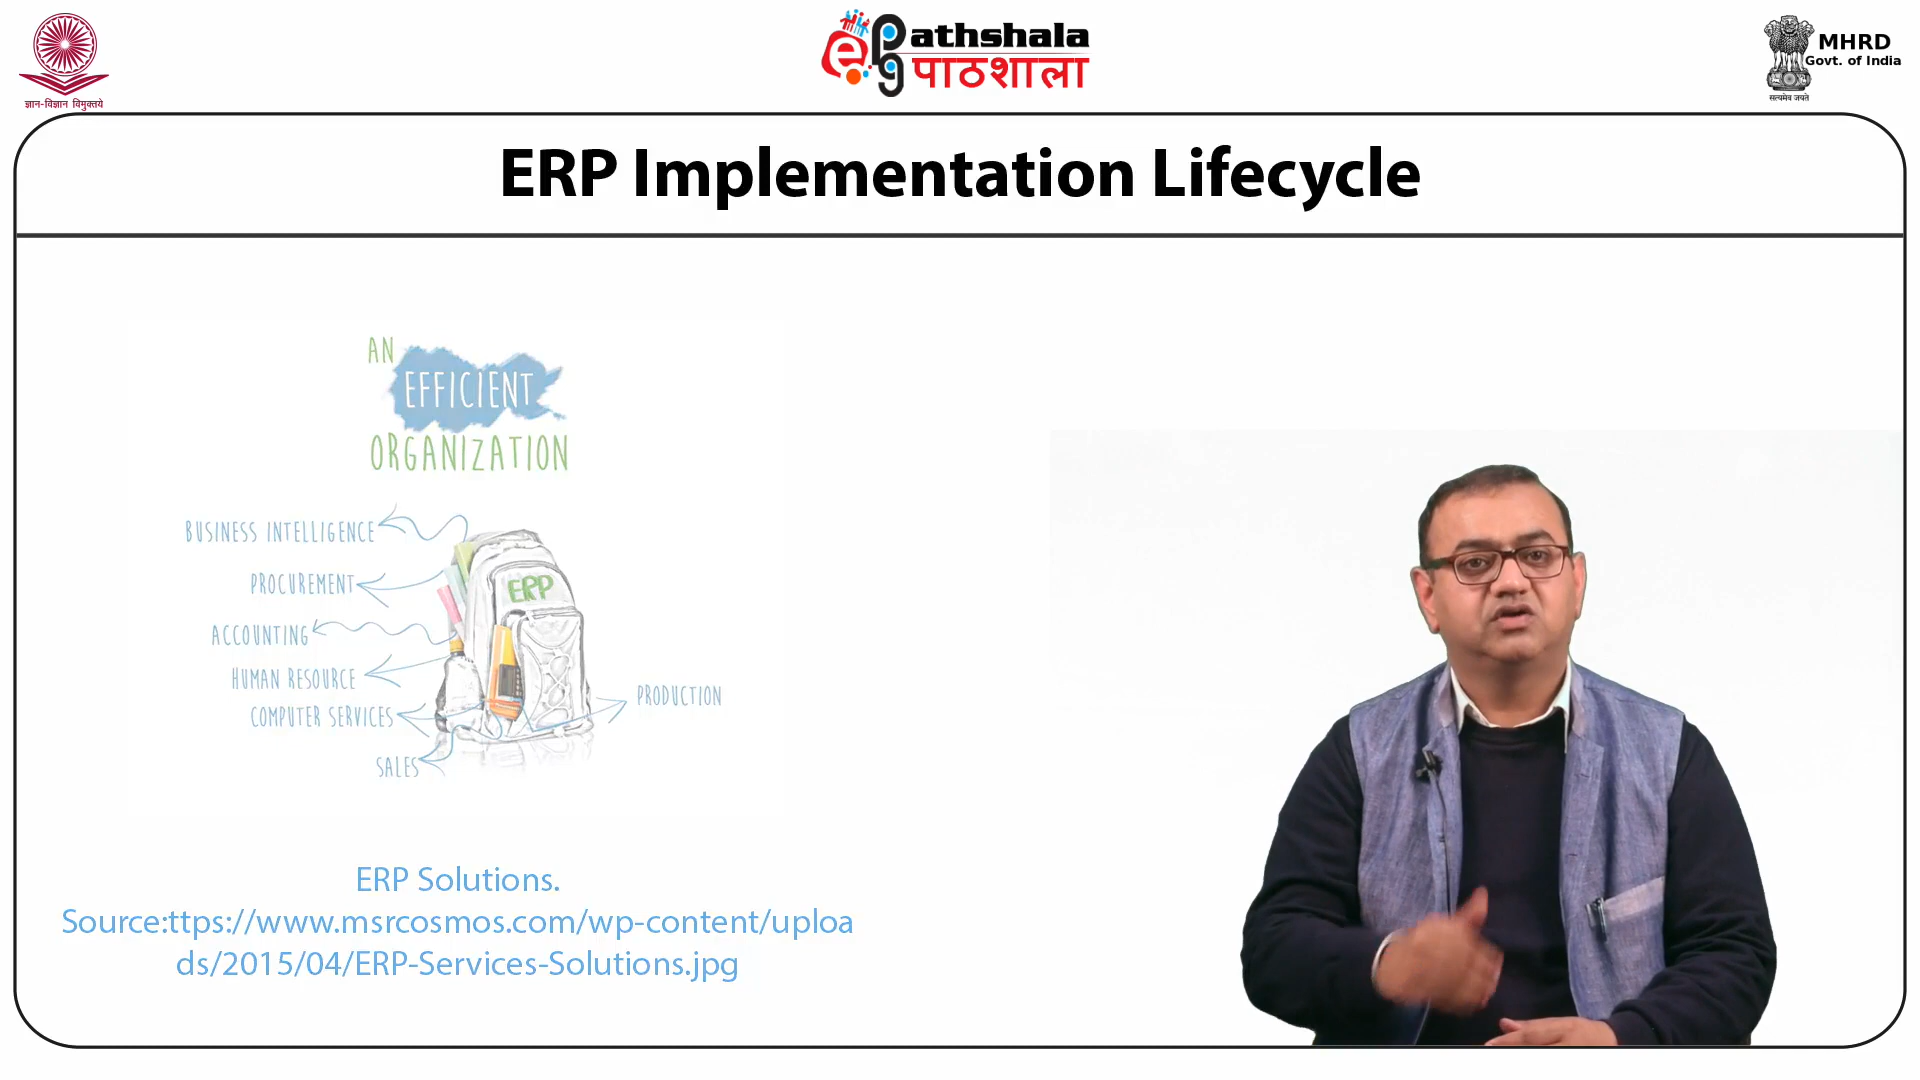 ज्ञान-विज्ञान विमुक्तये
ePathshala
पाठशाला
MHRD
Govt. of India
सत्यमेव जयते
ERP Implementation Lifecycle
AN
EFFICIENT
ORGANIZATION
BUSINESS INTELLIGENCE
PROCUREMENT
ACCOUNTING
HUMAN RESOURCE
COMPUTER SERVICES
SALES
ERP
PRODUCTION
ERP Solutions.
Source:ttps://www.msrcosmos.com/wp-content/uploa
ds/2015/04/ERP-Services-Solutions.jpg